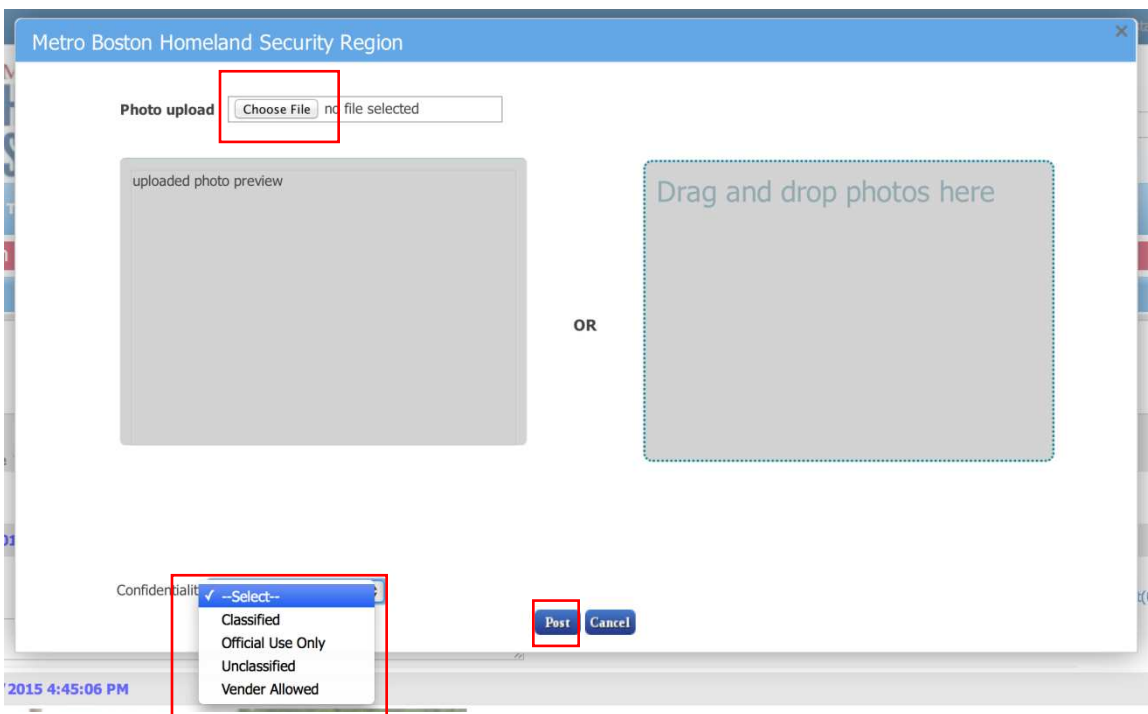 Metro Boston Homeland Security Region
×
Photo upload Choose File no file selected
uploaded photo preview
Drag and drop photos here
OR
Confidentialit
✓ --Select--
Classified
Official Use Only
Unclassified
Vender Allowed
Post Cancel
2015 4:45:06 PM